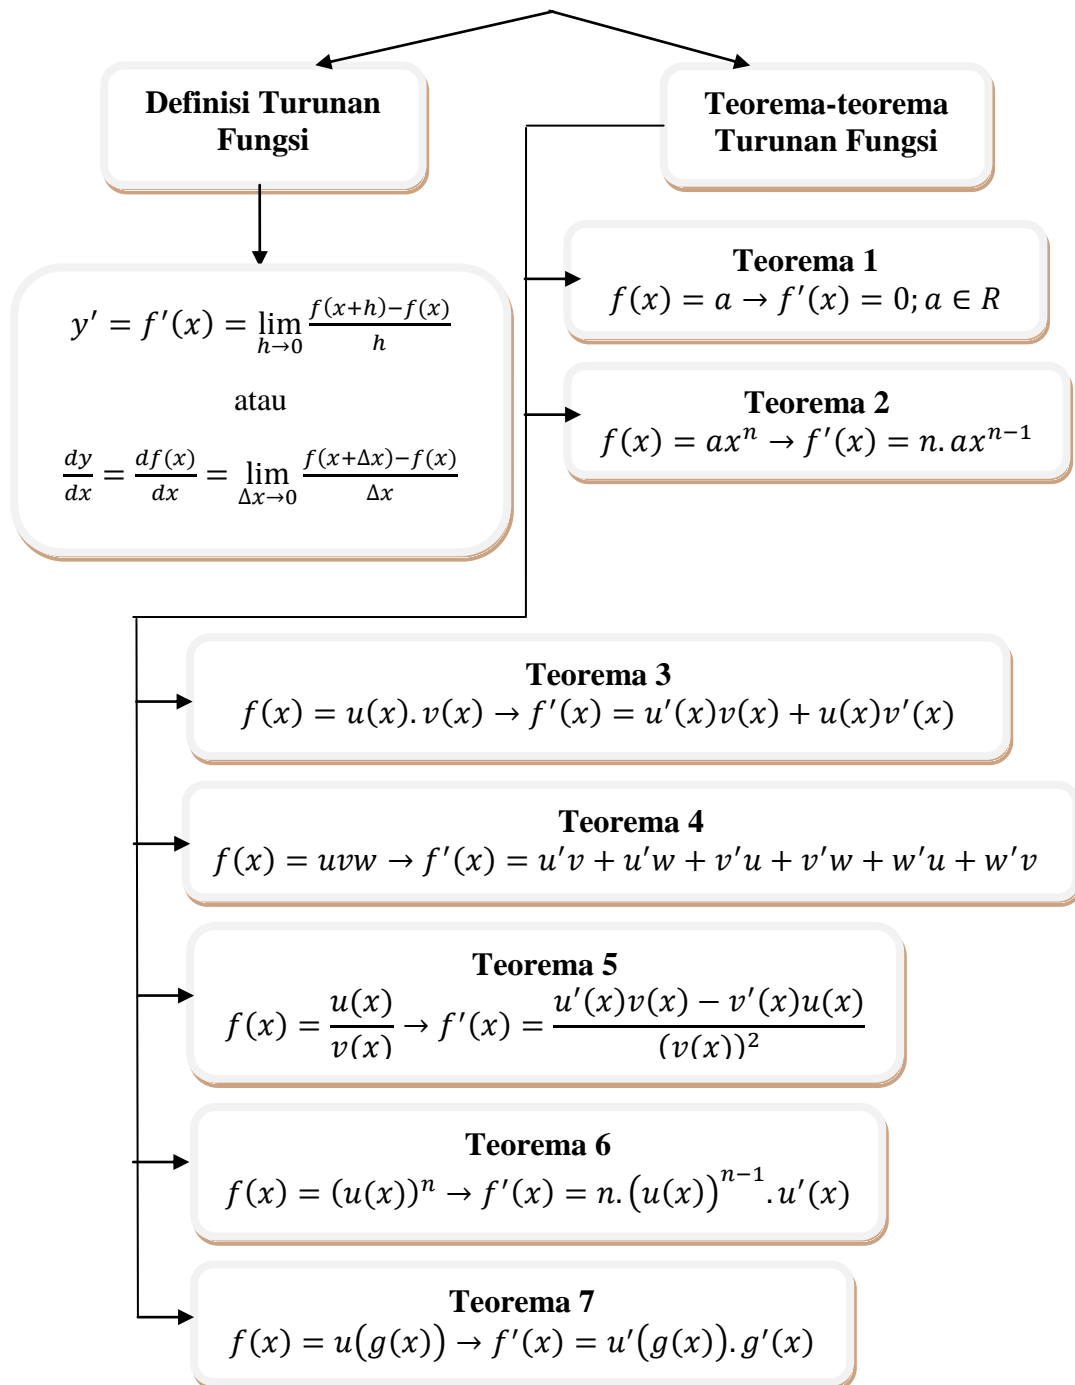 Definisi Turunan
Fungsi
Teorema-teorema
Turunan Fungsi
y′ = f′(x) = lim h→0 f(x+h)−f(x) / h
atau
dy/dx = df(x)/dx = lim Δx→0 f(x+Δx)−f(x) / Δx
Teorema 1
f(x) = a → f′(x) = 0; a ∈ R
Teorema 2
f(x) = axⁿ → f′(x) = n. axⁿ⁻¹
Teorema 3
f(x) = u(x). v(x) → f′(x) = u′(x)v(x) + u(x)v′(x)
Teorema 4
f(x) = uvw → f′(x) = u′v + u′w + v′u + v′w + w′u + w′v
Teorema 5
f(x) = u(x)/v(x) → f′(x) = u′(x)v(x) − v′(x)u(x) / (v(x))²
Teorema 6
f(x) = (u(x))ⁿ → f′(x) = n. (u(x))ⁿ⁻¹. u′(x)
Teorema 7
f(x) = u(g(x)) → f′(x) = u′(g(x)). g′(x)